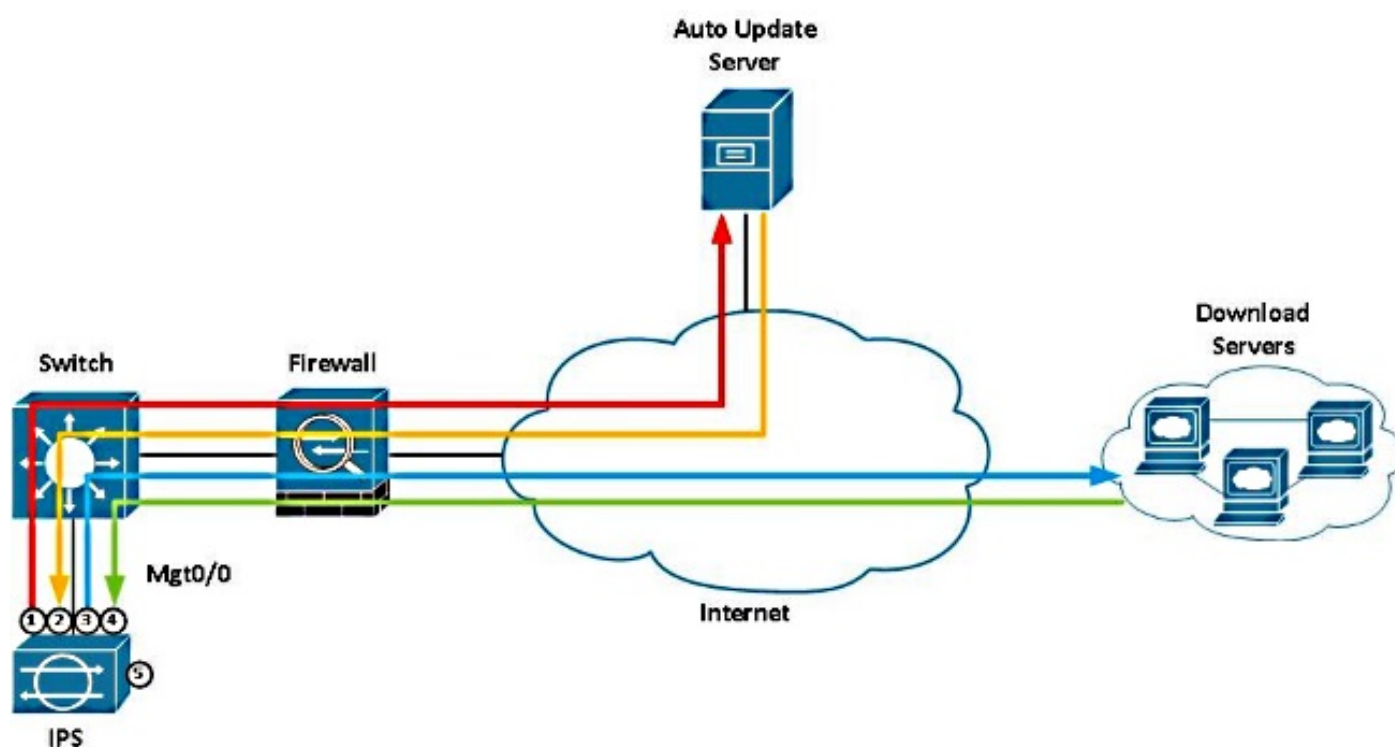 Auto Update
Server
Download
Servers
Switch
Firewall
Mgt0/0
1 2 3 4
5
Internet
IPS